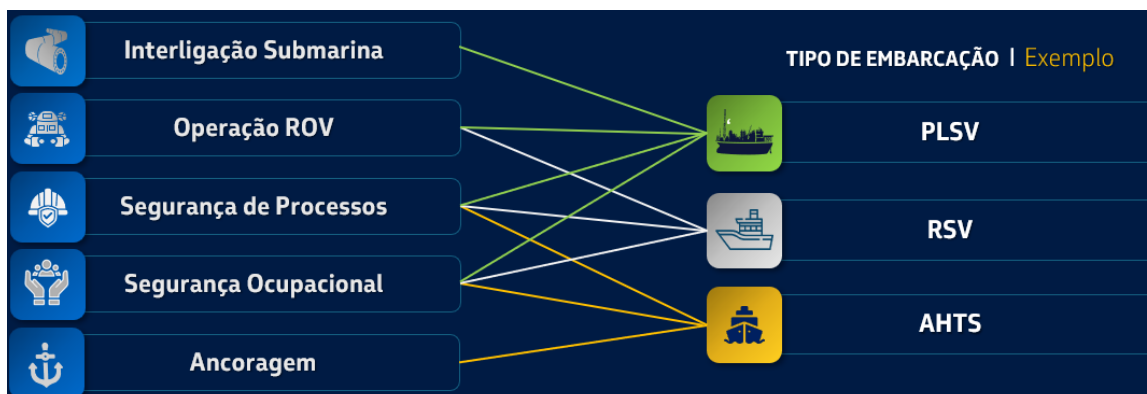 Interligação Submarina
Operação ROV
Segurança de Processos
Segurança Ocupacional
Ancoragem
TIPO DE EMBARCAÇÃO | Exemplo
PLSV
RSV
AHTS